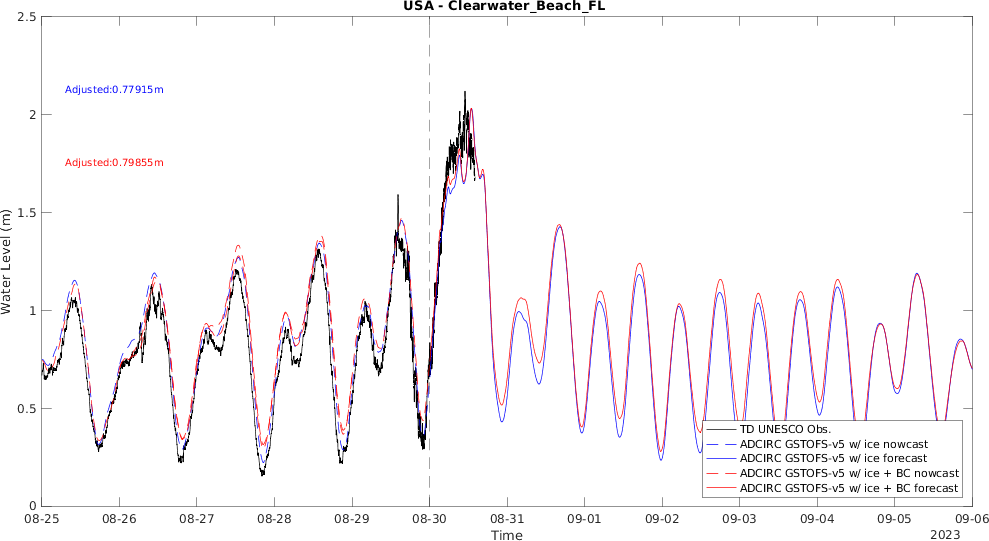 USA - Clearwater_Beach_FL
2.5
Adjusted:0.77915m
2
Adjusted:0.79855m
1.5
Water Level (m)
1
0.5
TD UNESCO Obs.
ADCIRC GSTOFS-v5 w/ ice nowcast
ADCIRC GSTOFS-v5 w/ ice forecast
ADCIRC GSTOFS-v5 w/ ice + BC nowcast
ADCIRC GSTOFS-v5 w/ ice + BC forecast
0
08-25 08-26 08-27 08-28 08-29 08-30 08-31 09-01 09-02 09-03 09-04 09-05 09-06
Time
2023